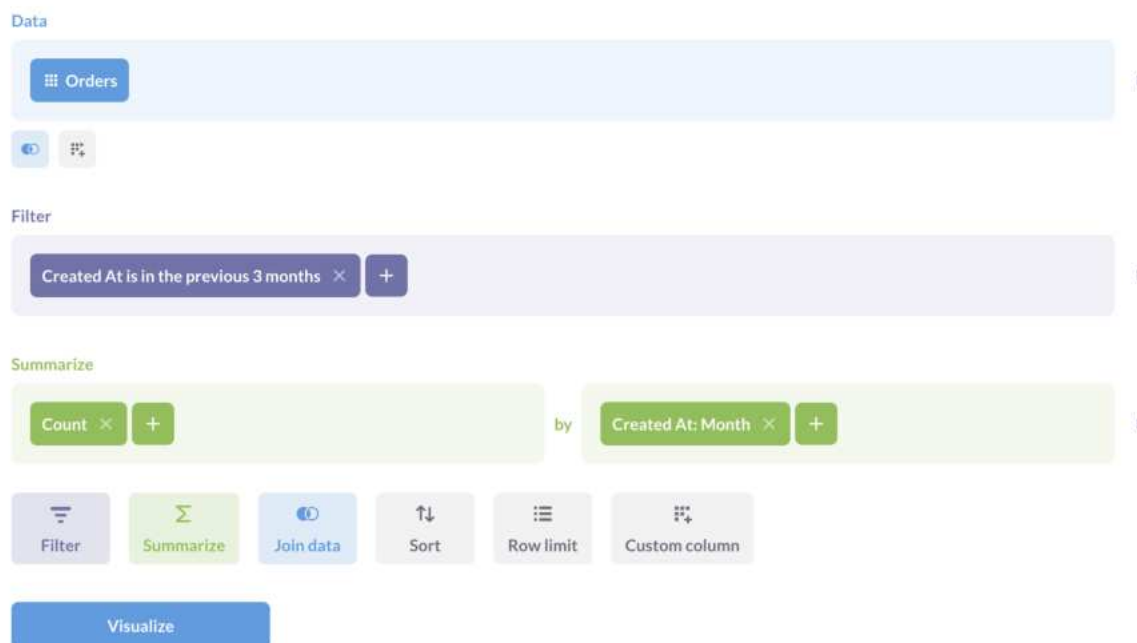 Data
Orders
Filter
Created At is in the previous 3 months
Summarize
Count by Created At: Month
Filter Summarize Join data Sort Row limit Custom column
Visualize